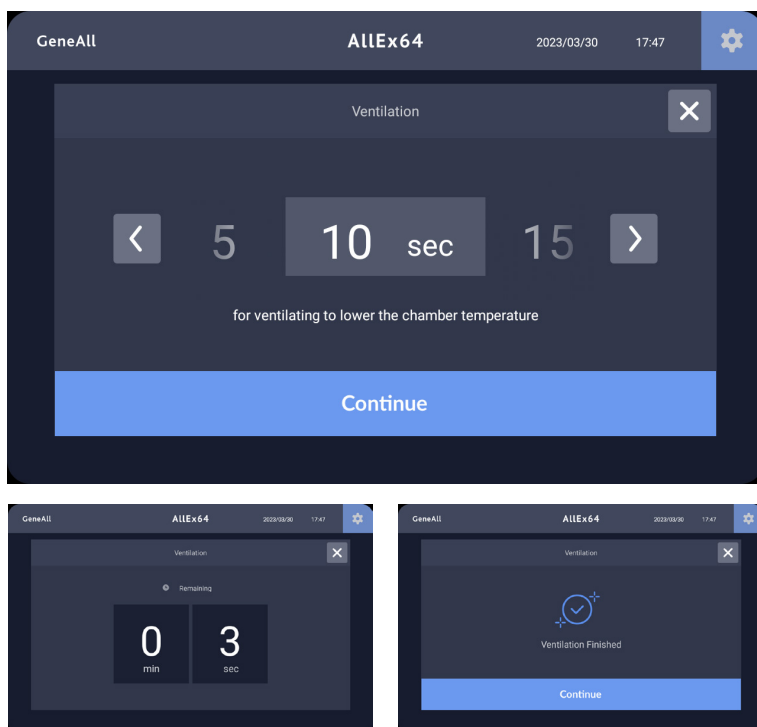 GeneAll AllEx64 2023/03/30 17:47
Ventilation
5 10 sec 15
for ventilating to lower the chamber temperature
Continue
GeneAll AllEx64 2023/03/30 17:47
Ventilation
Remaining
0 3
min sec
GeneAll AllEx64 2023/03/30 17:47
Ventilation
Ventilation Finished
Continue